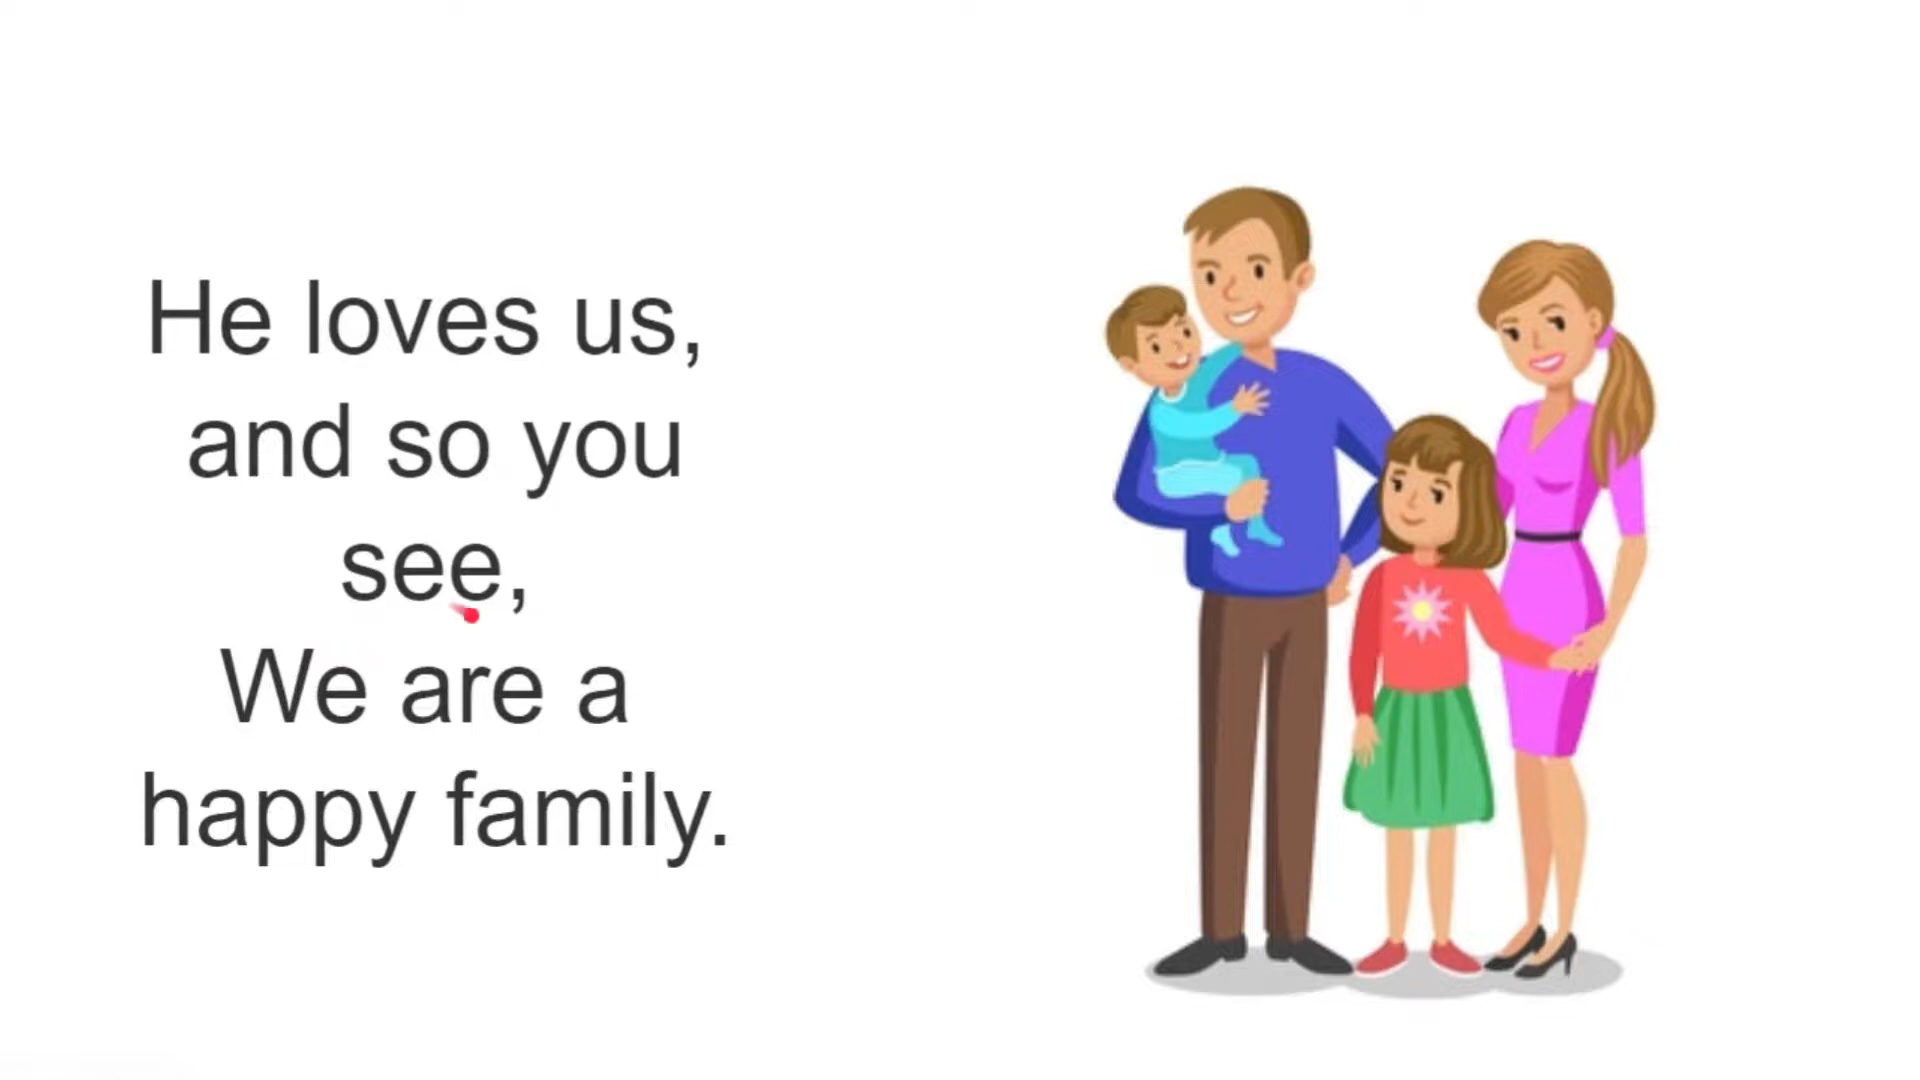 He loves us,
and so you
see,
We are a
happy family.